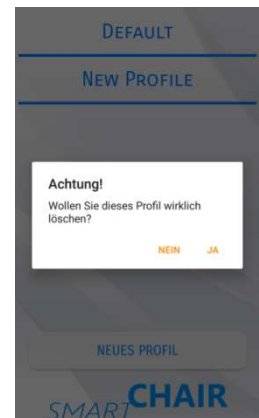 Default
New Profile
Achtung!
Wollen Sie dieses Profil wirklich
löschen?
NEIN JA
NEUES PROFIL
SMART CHAIR